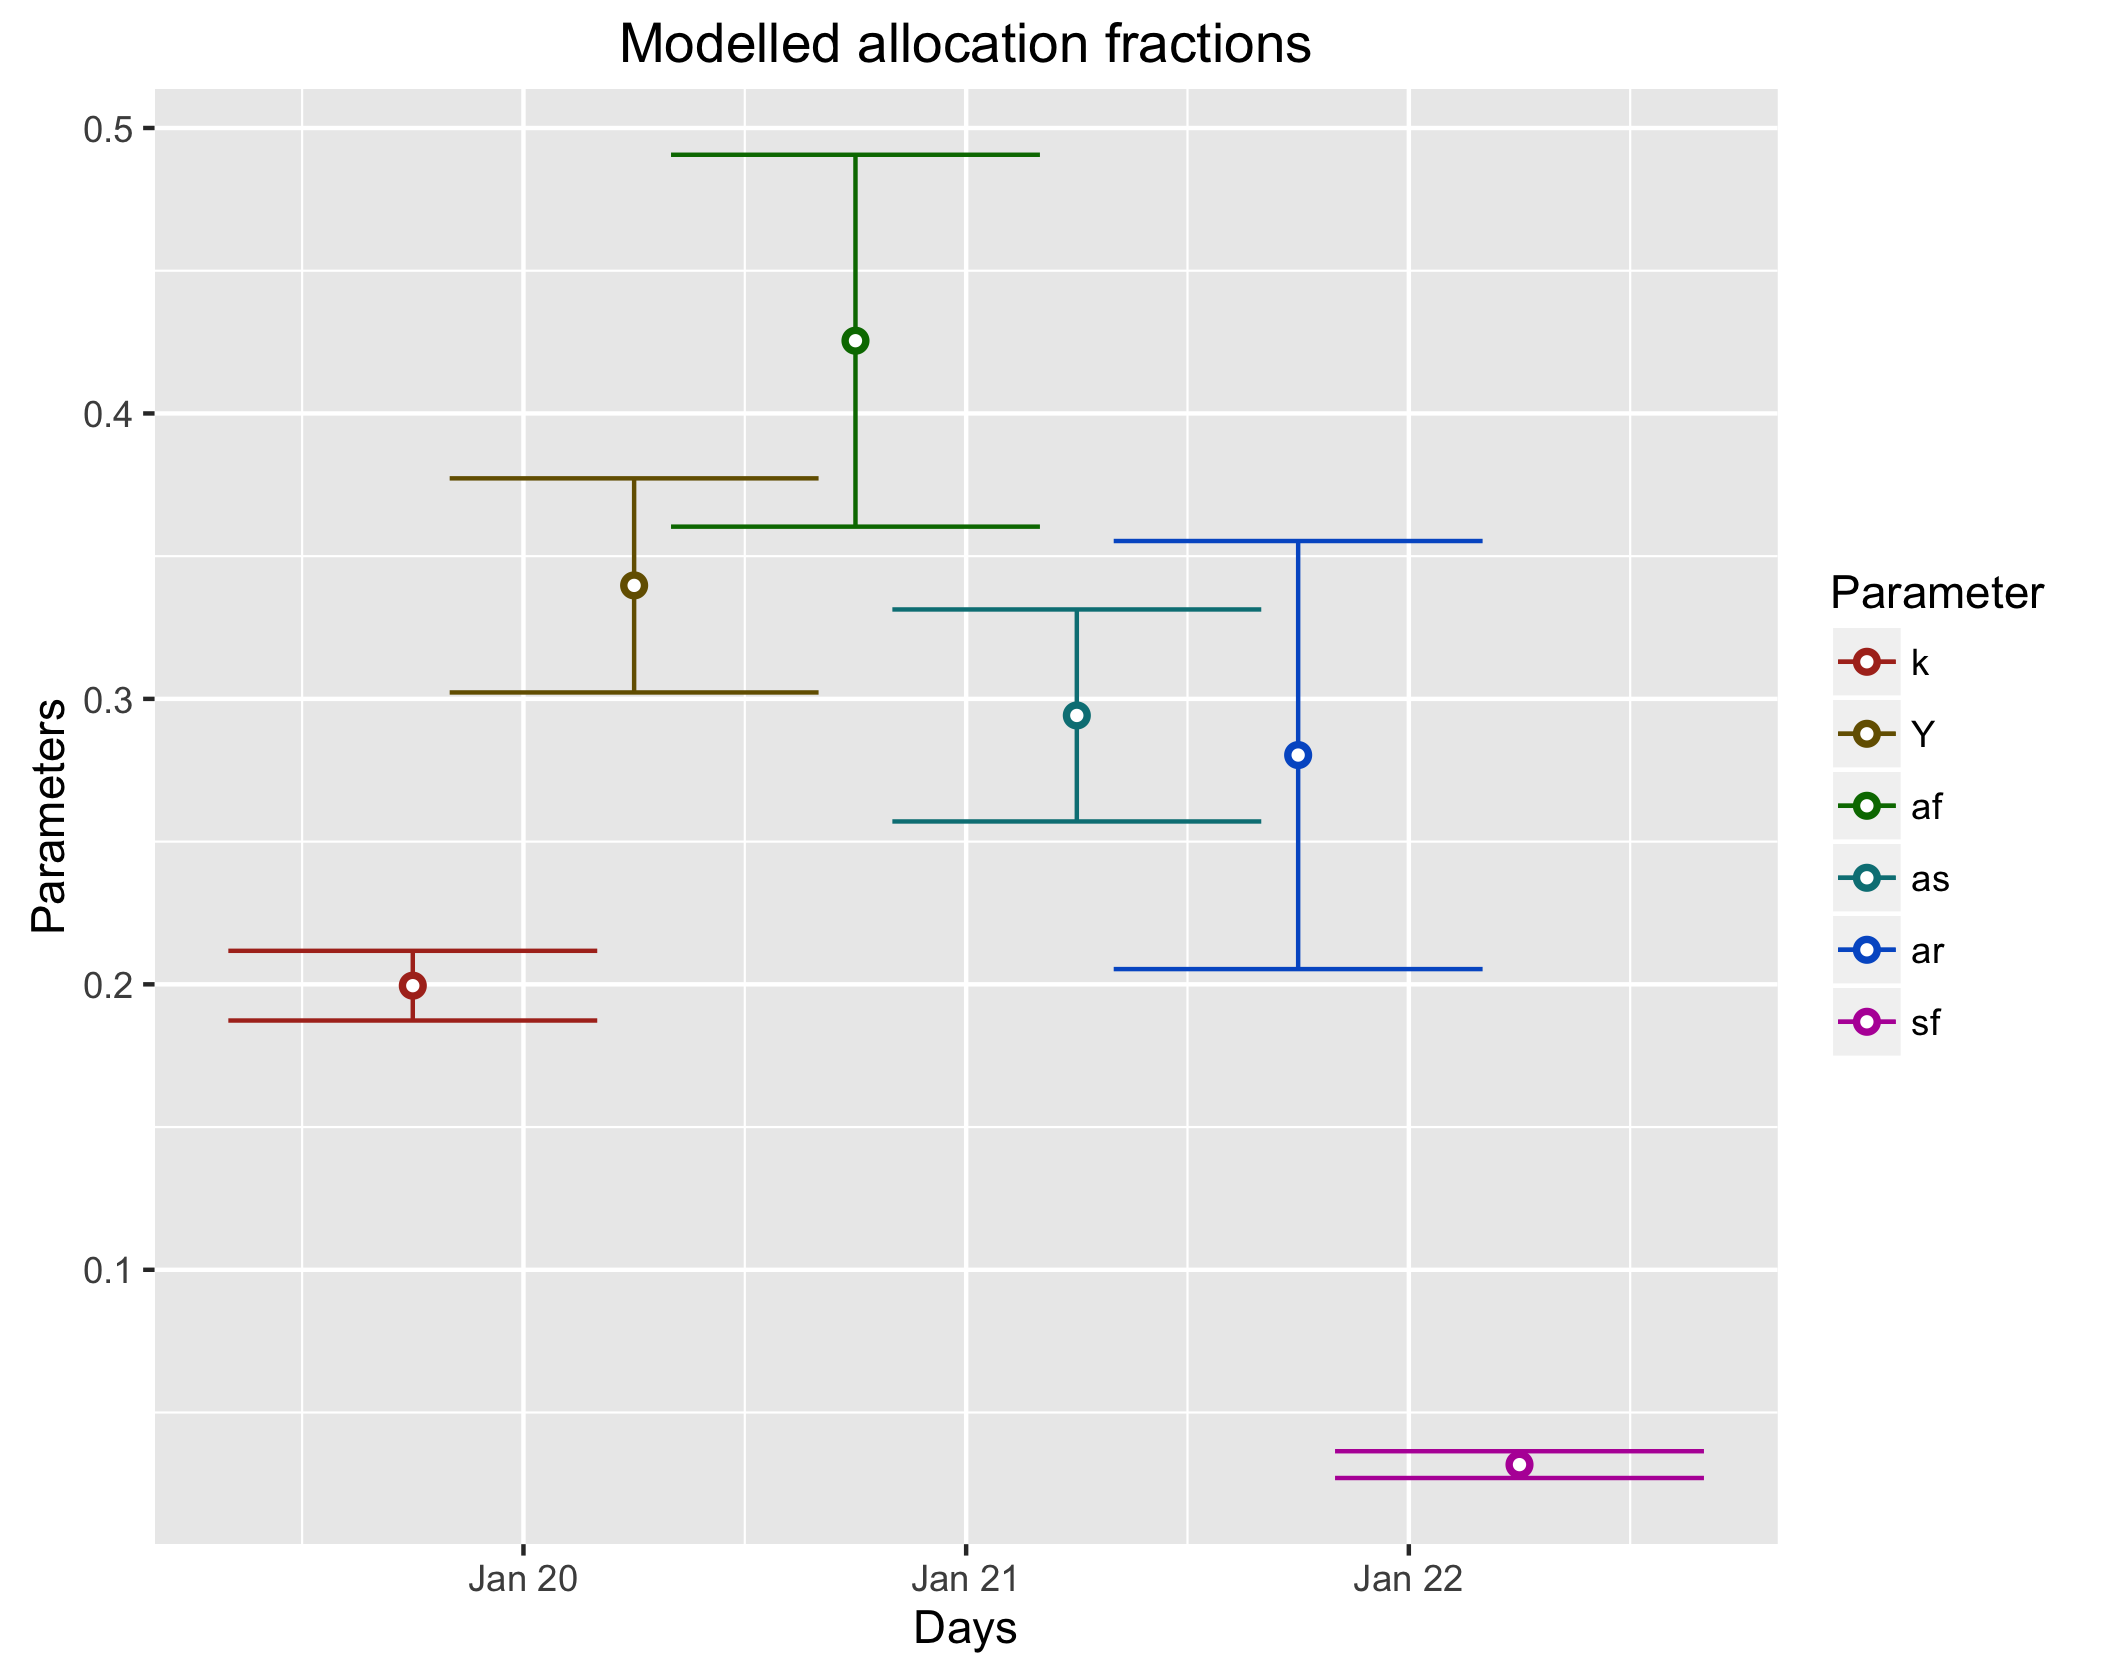 Modelled allocation fractions
0.5
0.4
0.3
0.2
0.1
Parameters
Jan 20
Jan 21
Jan 22
Days
Parameter
k
Y
af
as
ar
sf